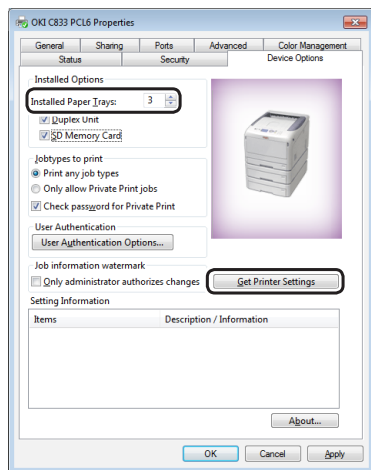 OKI C833 PCL6 Properties
General Sharing Ports Advanced Color Management
Status Security Device Options
Installed Options
Installed Paper Trays: 3
Duplex Unit
SD Memory Card
Jobtypes to print
Print any job types
Only allow Private Print jobs
Check password for Private Print
User Authentication
User Authentication Options...
Job information watermark
Only administrator authorizes changes Get Printer Settings
Setting Information
Items Description / Information
About...
OK Cancel Apply